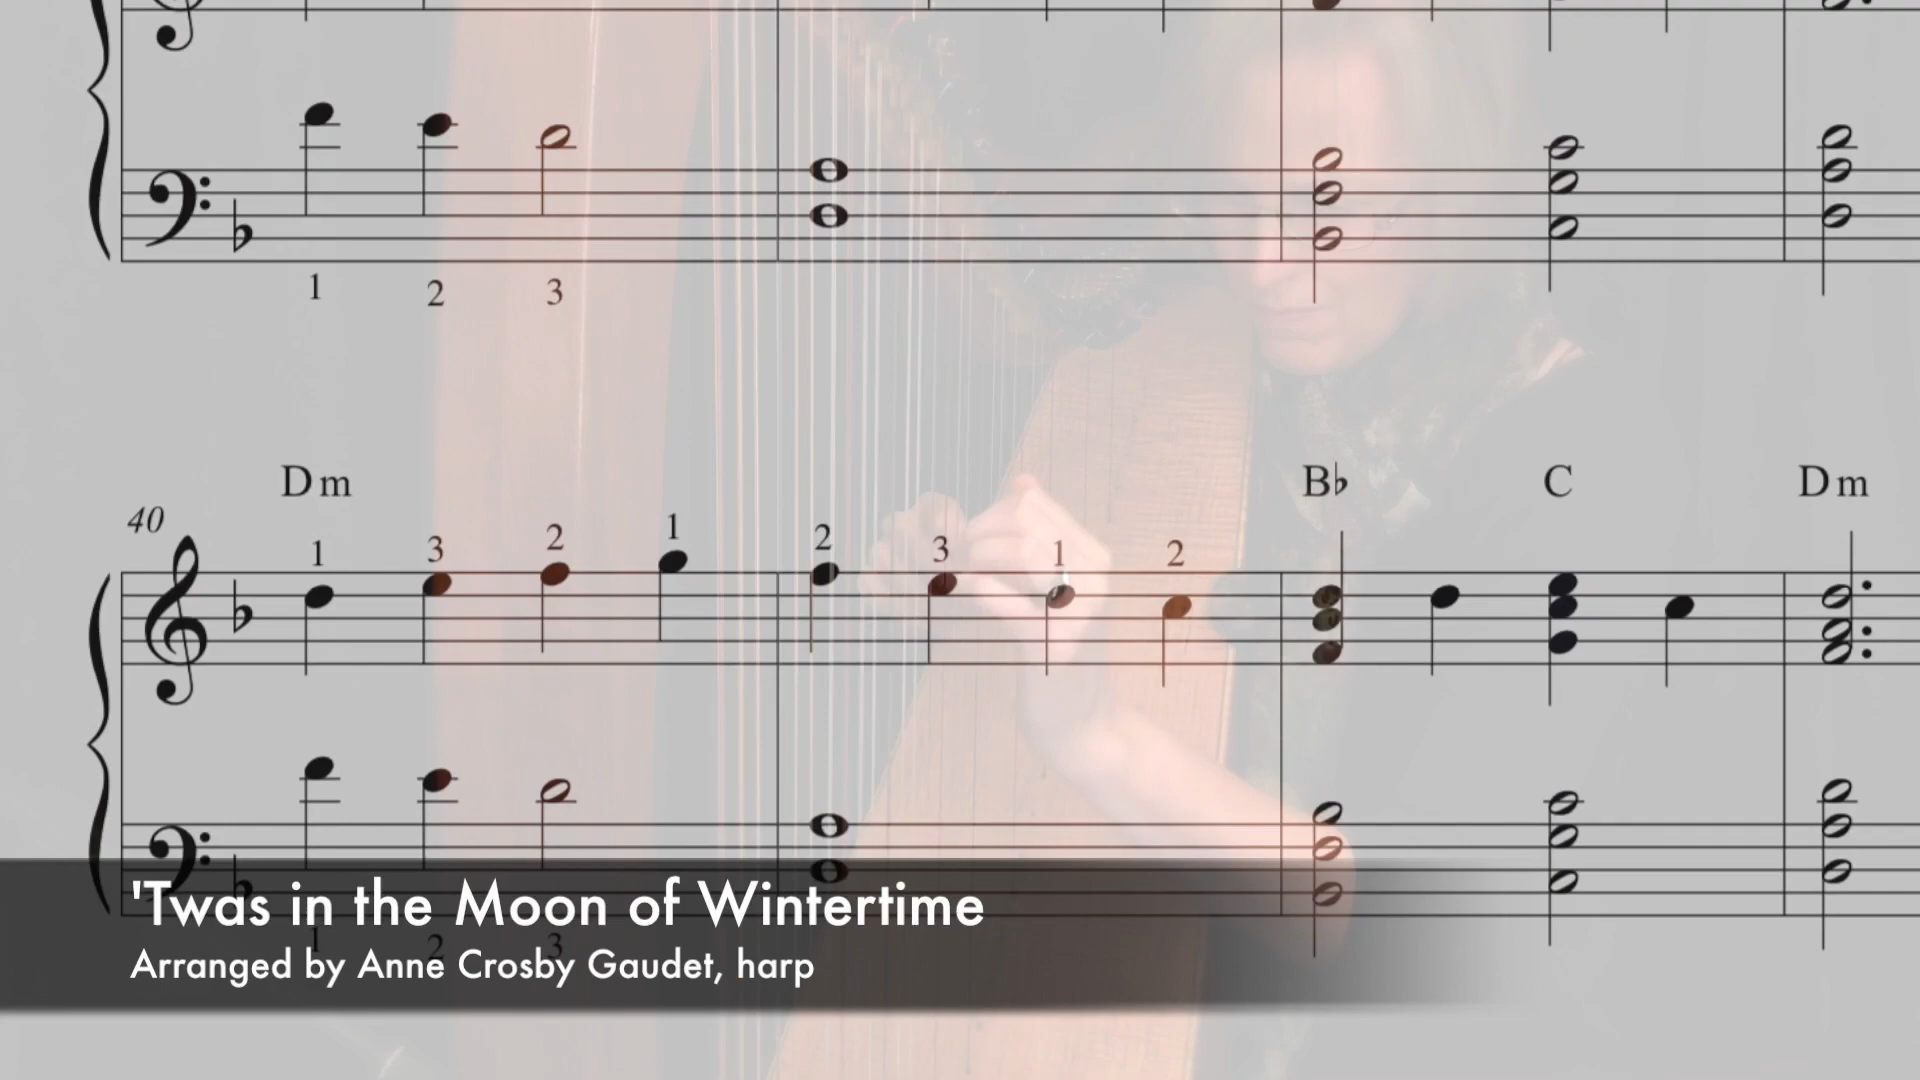 1 2 3
Dm B♭ C Dm
40
1 3 2 1 2 3 1 2
'Twas in the Moon of Wintertime
1 2 3
Arranged by Anne Crosby Gaudet, harp